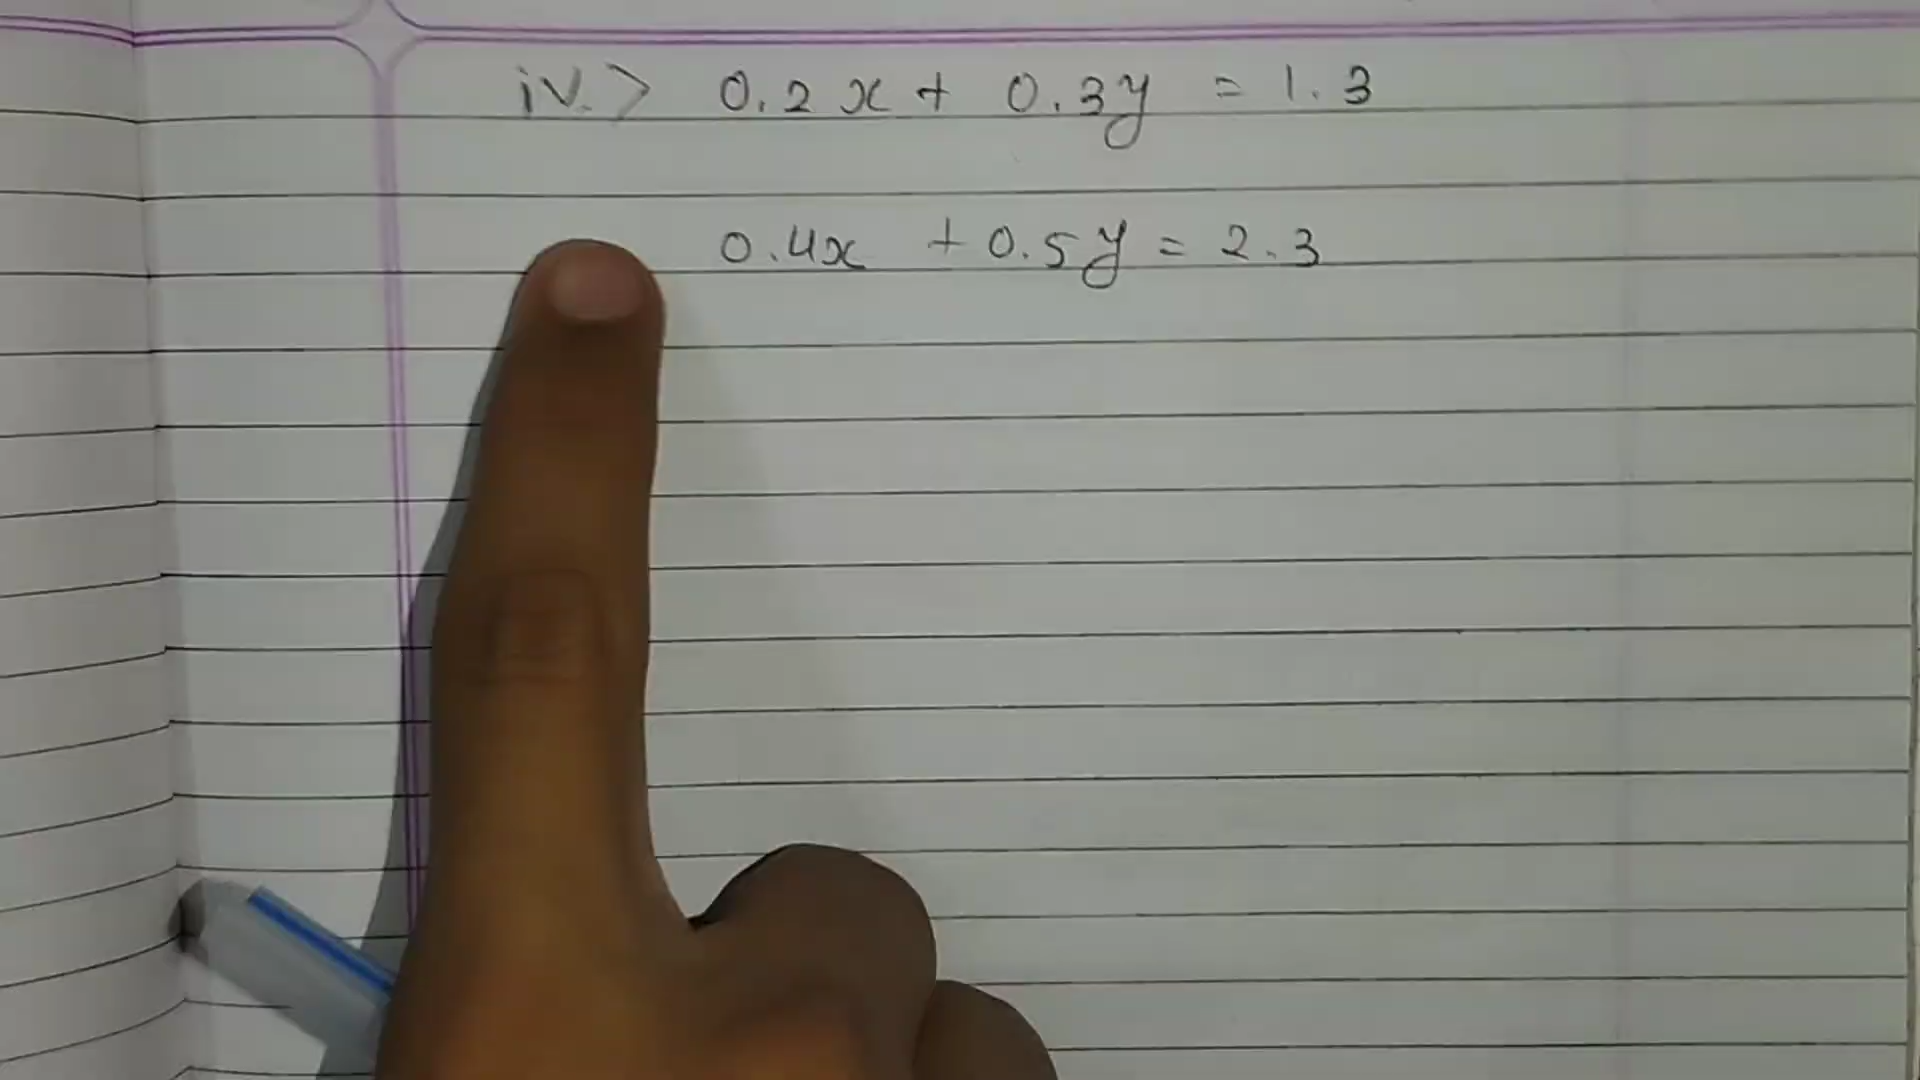 iv.> 0.2x + 0.3y = 1.3
0.4x + 0.5y = 2.3